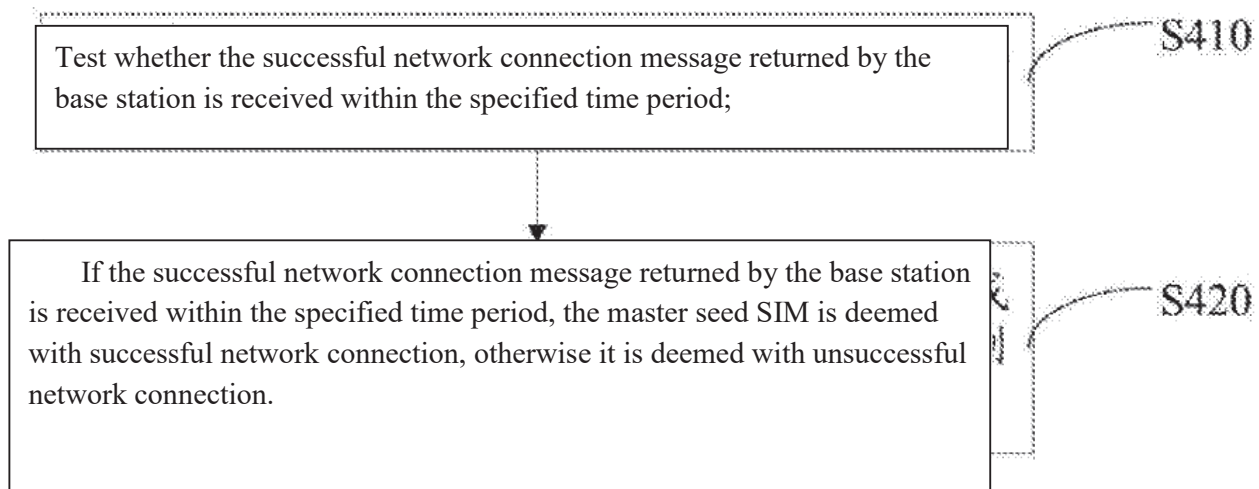 Test whether the successful network connection message returned by the
base station is received within the specified time period;
S410
If the successful network connection message returned by the base station
is received within the specified time period, the master seed SIM is deemed
with successful network connection, otherwise it is deemed with unsuccessful
network connection.
S420